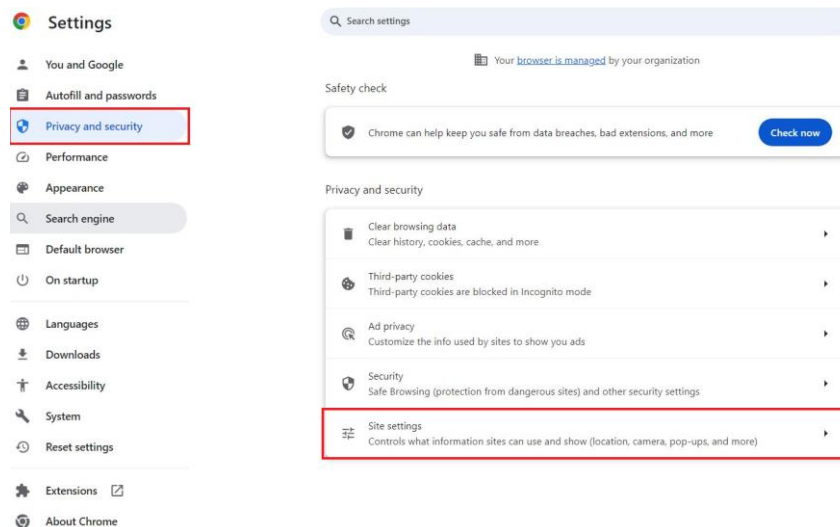 Settings
You and Google
Autofill and passwords
Privacy and security
Performance
Appearance
Search engine
Default browser
On startup
Languages
Downloads
Accessibility
System
Reset settings
Extensions
About Chrome
Search settings
Your browser is managed by your organization
Safety check
Chrome can help keep you safe from data breaches, bad extensions, and more
Check now
Privacy and security
Clear browsing data
Clear history, cookies, cache, and more
Third-party cookies
Third-party cookies are blocked in Incognito mode
Ad privacy
Customize the info used by sites to show you ads
Security
Safe Browsing (protection from dangerous sites) and other security settings
Site settings
Controls what information sites can use and show (location, camera, pop-ups, and more)